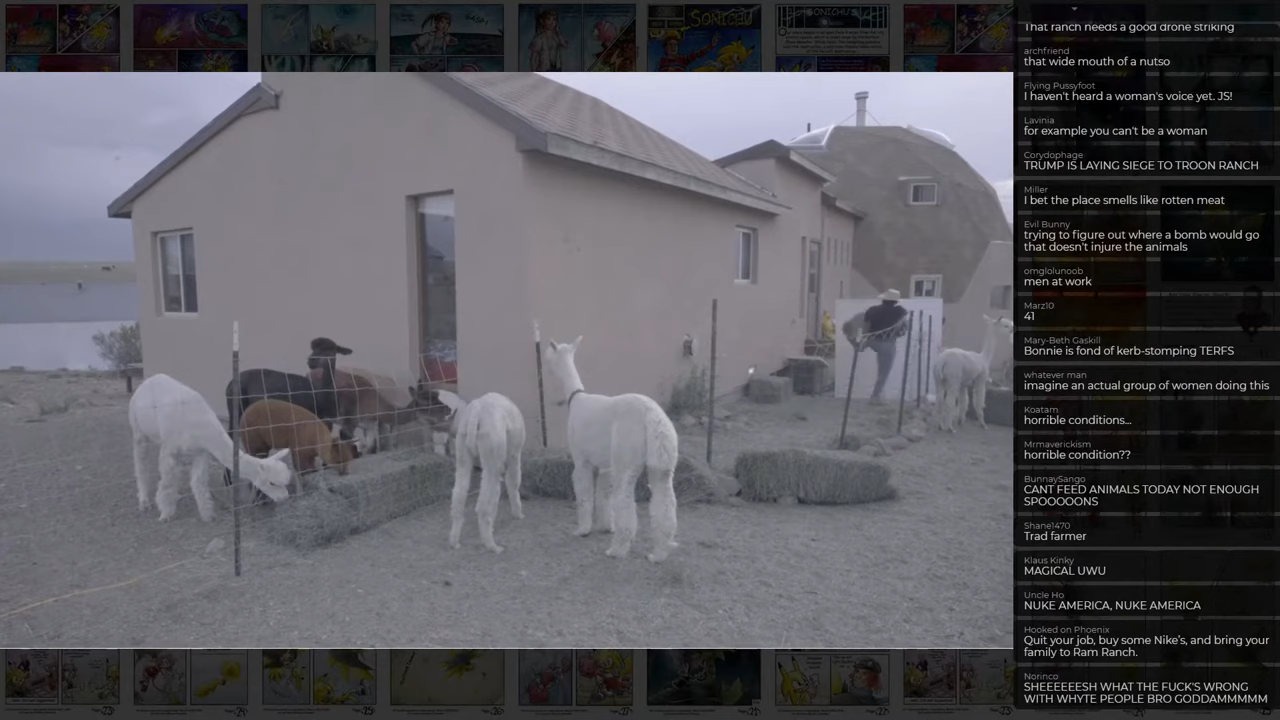 SONICHU
SONICHU'S
That ranch needs a good drone striking
archfriend
that wide mouth of a nutso
Flying Pussyfoot
I haven't heard a woman's voice yet. JS!
Lavinia
for example you can't be a woman
Corydophage
TRUMP IS LAYING SIEGE TO TROON RANCH
Miller
I bet the place smells like rotten meat
Evil Bunny
trying to figure out where a bomb would go
that doesn't injure the animals
omglolunoob
men at work
Marz10
41
Mary-Beth Gaskill
Bonnie is fond of kerb-stomping TERFS
whatever man
imagine an actual group of women doing this
Koatam
horrible conditions...
Mrmaverickism
horrible condition??
BunnaySango
CANT FEED ANIMALS TODAY NOT ENOUGH
SPOOOOONS
Shane1470
Trad farmer
Klaus Kinky
MAGICAL UWU
Uncle Ho
NUKE AMERICA, NUKE AMERICA
Hooked on Phoenix
Quit your job, buy some Nike's, and bring your
family to Ram Ranch.
Norinco
SHEEEEEESH WHAT THE FUCK'S WRONG
WITH WHYTE PEOPLE BRO GODDAMMMMM